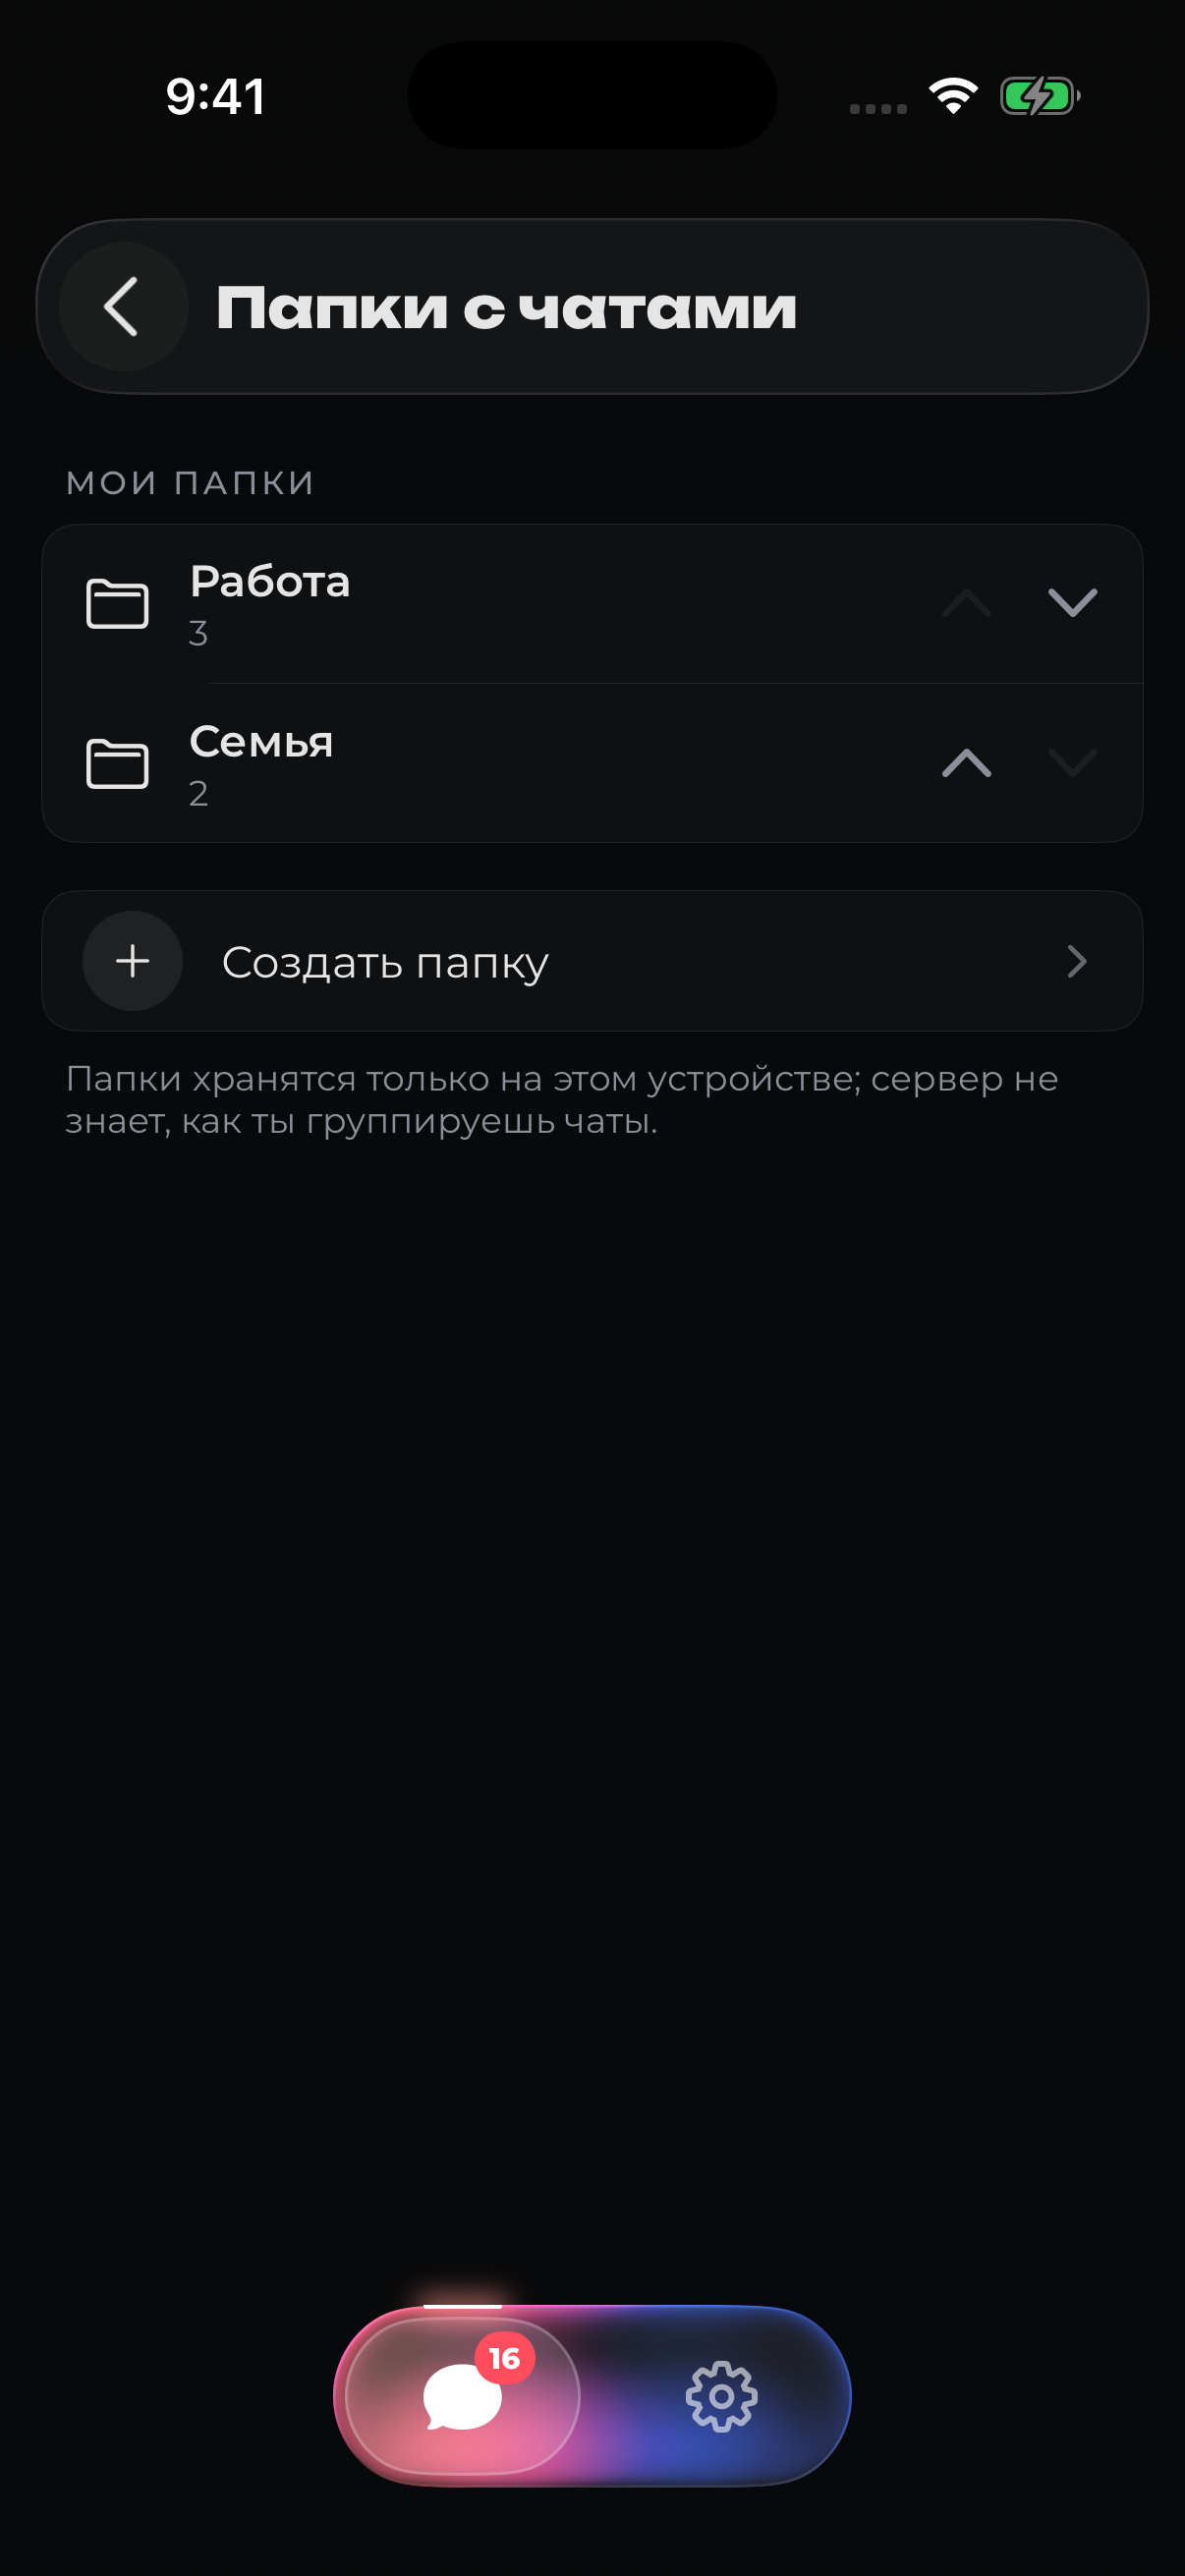 9:41
Папки с чатами
МОИ ПАПКИ
Работа
3
Семья
2
Создать папку
Папки хранятся только на этом устройстве; сервер не
знает, как ты группируешь чаты.
16